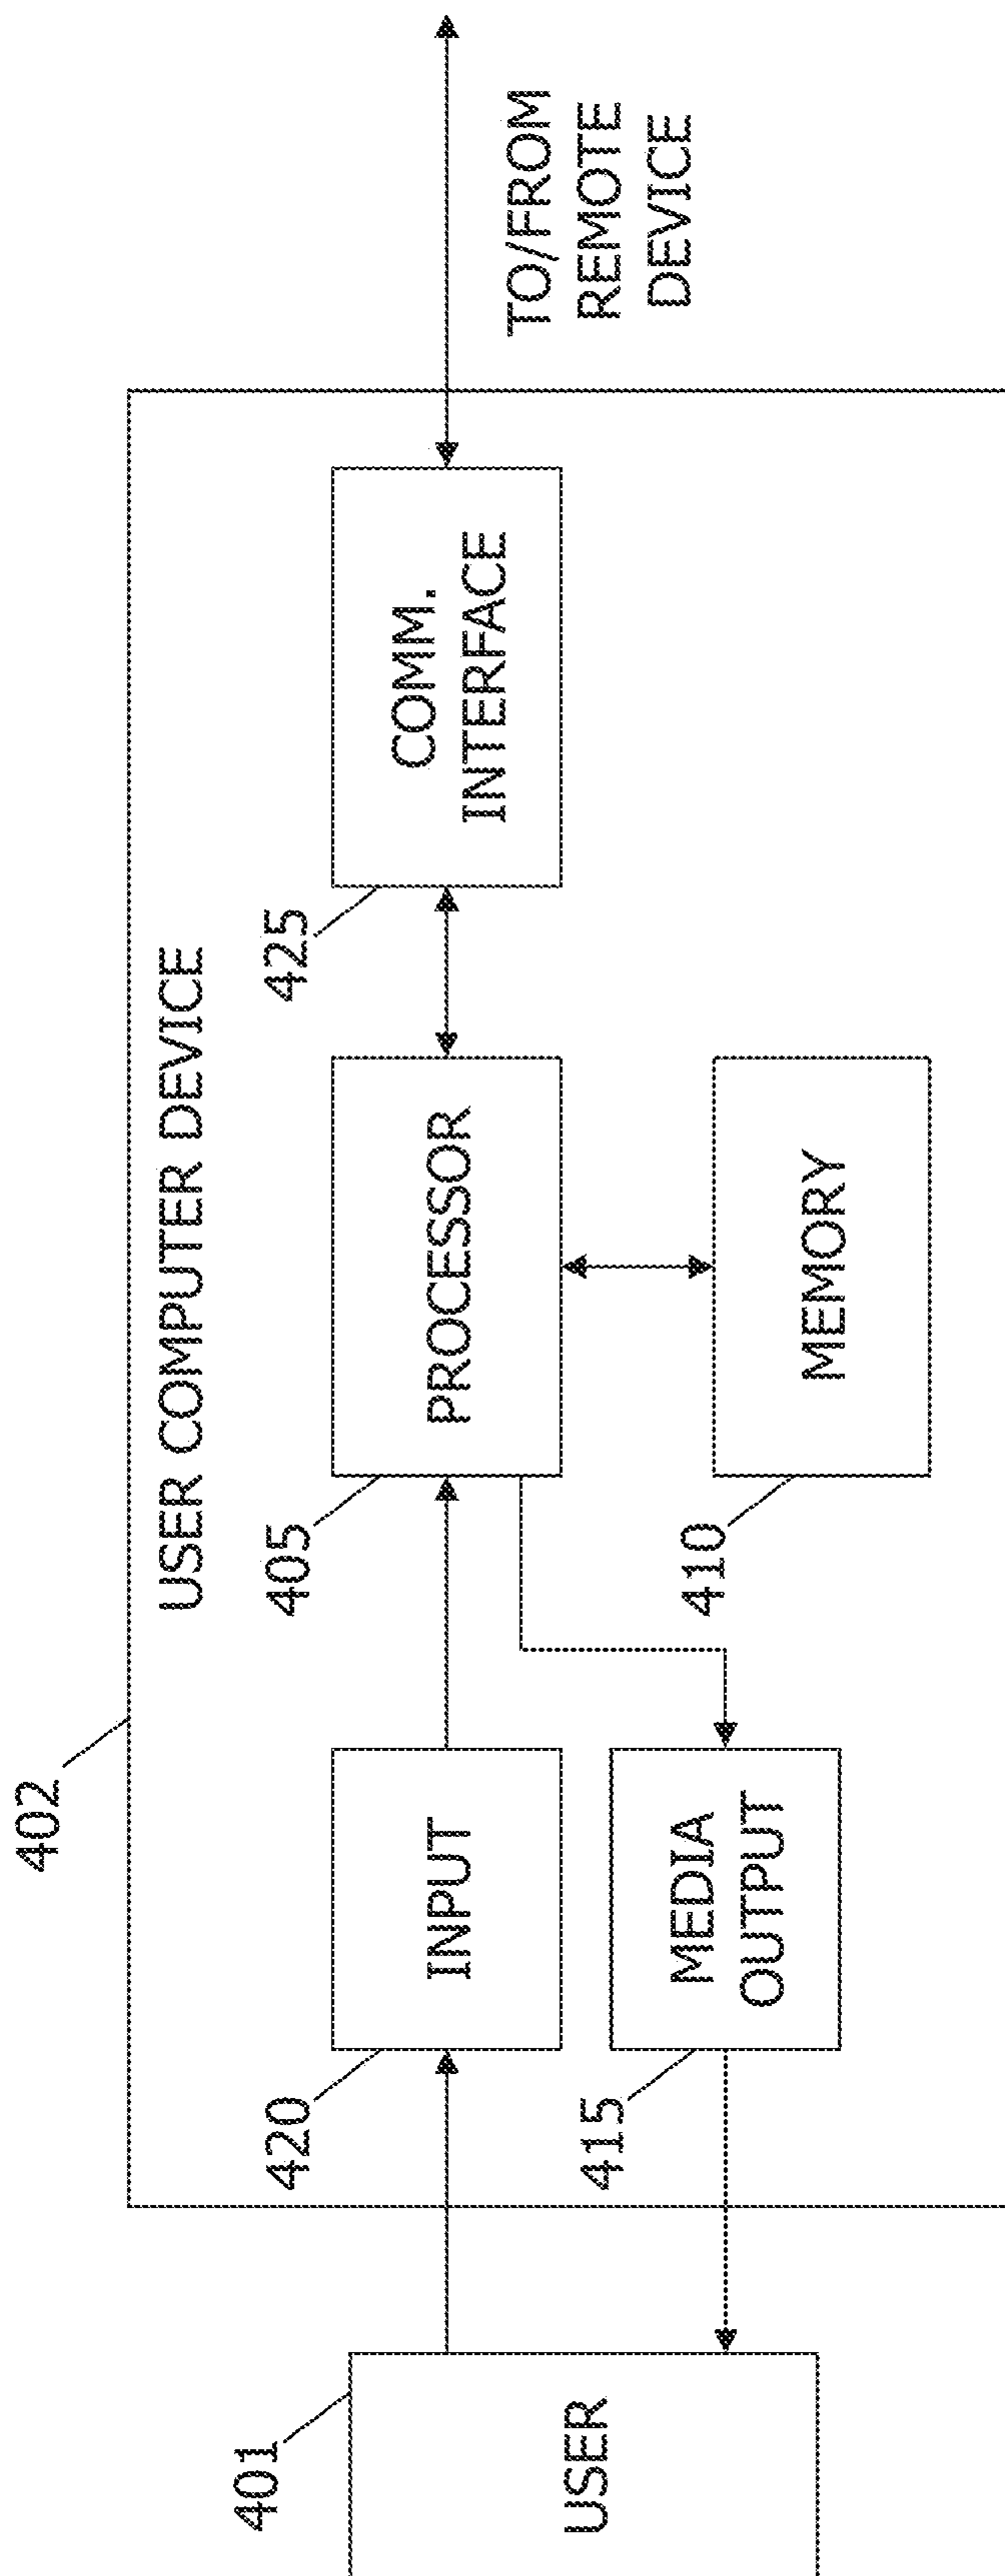 402
USER COMPUTER DEVICE
401
USER
420
INPUT
415
MEDIA
OUTPUT
405
PROCESSOR
410
MEMORY
425
COMM.
INTERFACE
TO/FROM
REMOTE
DEVICE